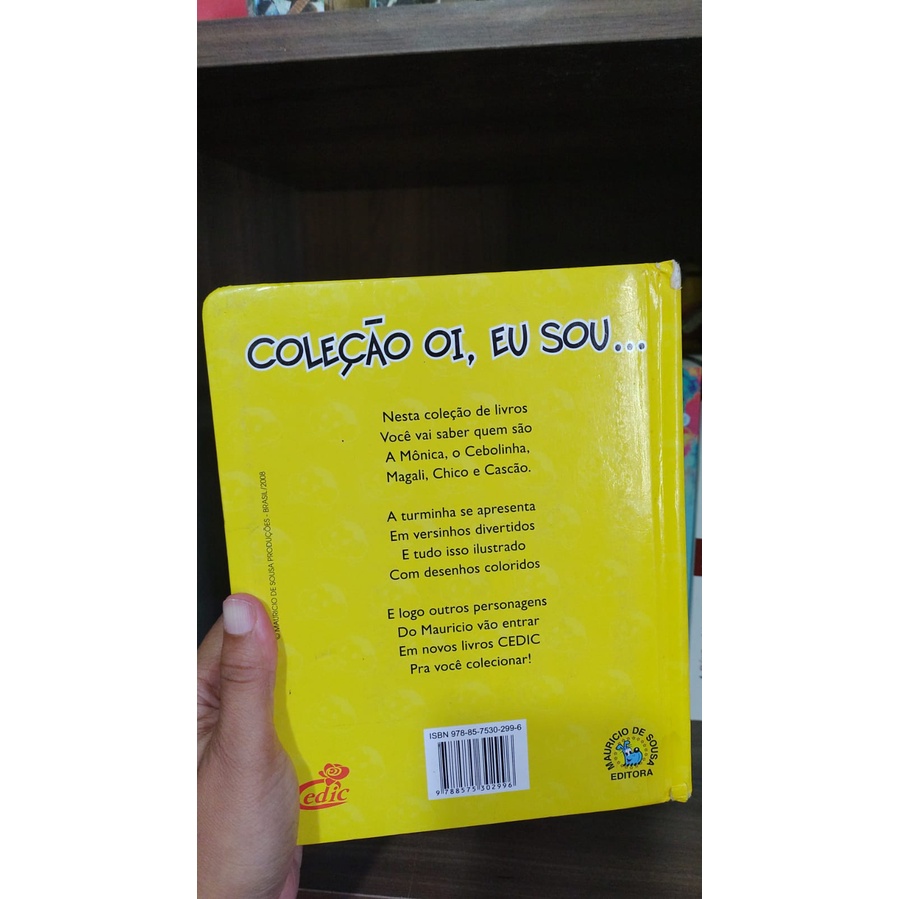 COLEÇÃO OI, EU SOU...
Nesta coleção de livros
Você vai saber quem são
A Mônica, o Cebolinha,
Magali, Chico e Cascão.
A turminha se apresenta
Em versinhos divertidos
E tudo isso ilustrado
Com desenhos coloridos
E logo outros personagens
Do Mauricio vão entrar
Em novos livros CEDIC
Pra você colecionar!
© MAURICIO DE SOUSA PRODUÇÕES - BRASIL/2008
ISBN 978-85-7530-299-6
9 788575 302996
Cedic
MAURICIO DE SOUSA
EDITORA